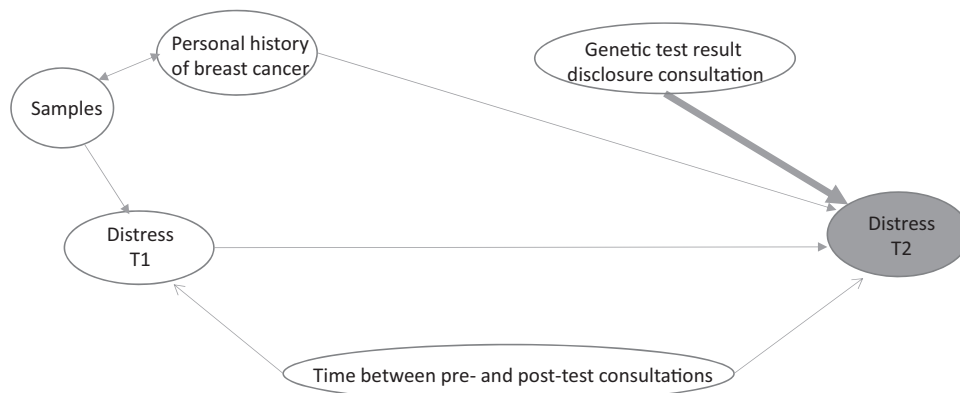 Personal history
of breast cancer
Genetic test result
disclosure consultation
Samples
Distress
T1
Distress
T2
Time between pre- and post-test consultations